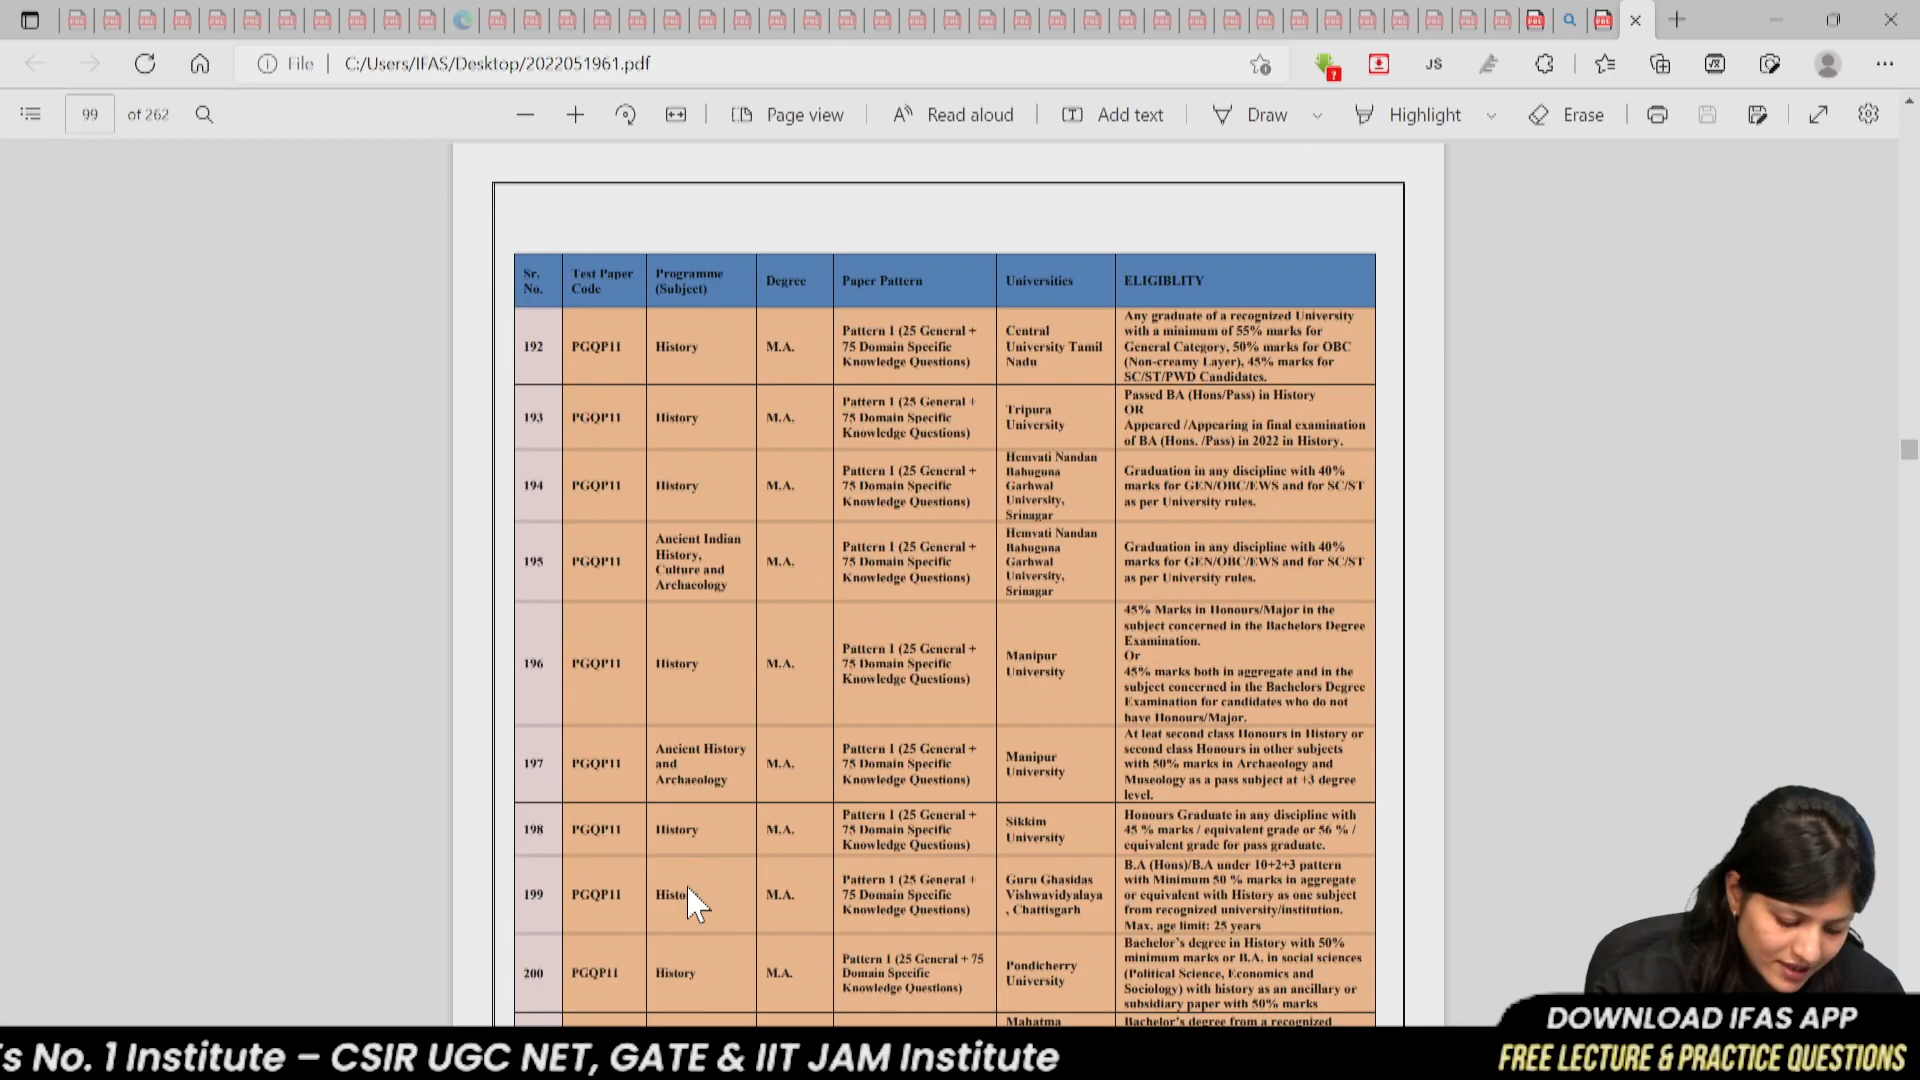 File
C:/Users/IFAS/Desktop/2022051961.pdf
JS
99 of 262
Page view
Read aloud
Add text
Draw
Highlight
Erase
Sr. No.
Test Paper Code
Programme (Subject)
Degree
Paper Pattern
Universities
ELIGIBLITY
192
PGQP11
History
M.A.
Pattern 1 (25 General +
75 Domain Specific
Knowledge Questions)
Central
University Tamil
Nadu
Any graduate of a recognized University
with a minimum of 55% marks for
General Category, 50% marks for OBC
(Non-creamy Layer), 45% marks for
SC/ST/PWD Candidates.
193
PGQP11
History
M.A.
Pattern 1 (25 General +
75 Domain Specific
Knowledge Questions)
Tripura
University
Passed BA (Hons/Pass) in History
OR
Appeared /Appearing in final examination
of BA (Hons. /Pass) in 2022 in History.
194
PGQP11
History
M.A.
Pattern 1 (25 General +
75 Domain Specific
Knowledge Questions)
Hemvati Nandan
Bahuguna
Garhwal
University,
Srinagar
Graduation in any discipline with 40%
marks for GEN/OBC/EWS and for SC/ST
as per University rules.
195
PGQP11
Ancient Indian
History,
Culture and
Archaeology
M.A.
Pattern 1 (25 General +
75 Domain Specific
Knowledge Questions)
Hemvati Nandan
Bahuguna
Garhwal
University,
Srinagar
Graduation in any discipline with 40%
marks for GEN/OBC/EWS and for SC/ST
as per University rules.
196
PGQP11
History
M.A.
Pattern 1 (25 General +
75 Domain Specific
Knowledge Questions)
Manipur
University
45% Marks in Honours/Major in the
subject concerned in the Bachelors Degree
Examination.
Or
45% marks both in aggregate and in the
subject concerned in the Bachelors Degree
Examination for candidates who do not
have Honours/Major.
197
PGQP11
Ancient History
and
Archaeology
M.A.
Pattern 1 (25 General +
75 Domain Specific
Knowledge Questions)
Manipur
University
At leat second class Honours in History or
second class Honours in other subjects
with 50% marks in Archaeology and
Museology as a pass subject at +3 degree
level.
198
PGQP11
History
M.A.
Pattern 1 (25 General +
75 Domain Specific
Knowledge Questions)
Sikkim
University
Honours Graduate in any discipline with
45 % marks / equivalent grade or 56 % /
equivalent grade for pass graduate.
199
PGQP11
Histo
M.A.
Pattern 1 (25 General +
75 Domain Specific
Knowledge Questions)
Guru Ghasidas
Vishwavidyalaya
, Chattisgarh
B.A (Hons)/B.A under 10+2+3 pattern
with Minimum 50 % marks in aggregate
or equivalent with History as one subject
from recognized university/institution.
Max. age limit: 25 years
200
PGQP11
History
M.A.
Pattern 1 (25 General + 75
Domain Specific
Knowledge Questions)
Pondicherry
University
Bachelor's degree in History with 50%
minimum marks or B.A. in social sciences
(Political Science, Economics and
Sociology) with history as an ancillary or
subsidiary paper with 50% marks
Mahatma
Bachelor's degree from a recognized
DOWNLOAD IFAS APP
FREE LECTURE & PRACTICE QUESTIONS
's No. 1 Institute – CSIR UGC NET, GATE & IIT JAM Institute